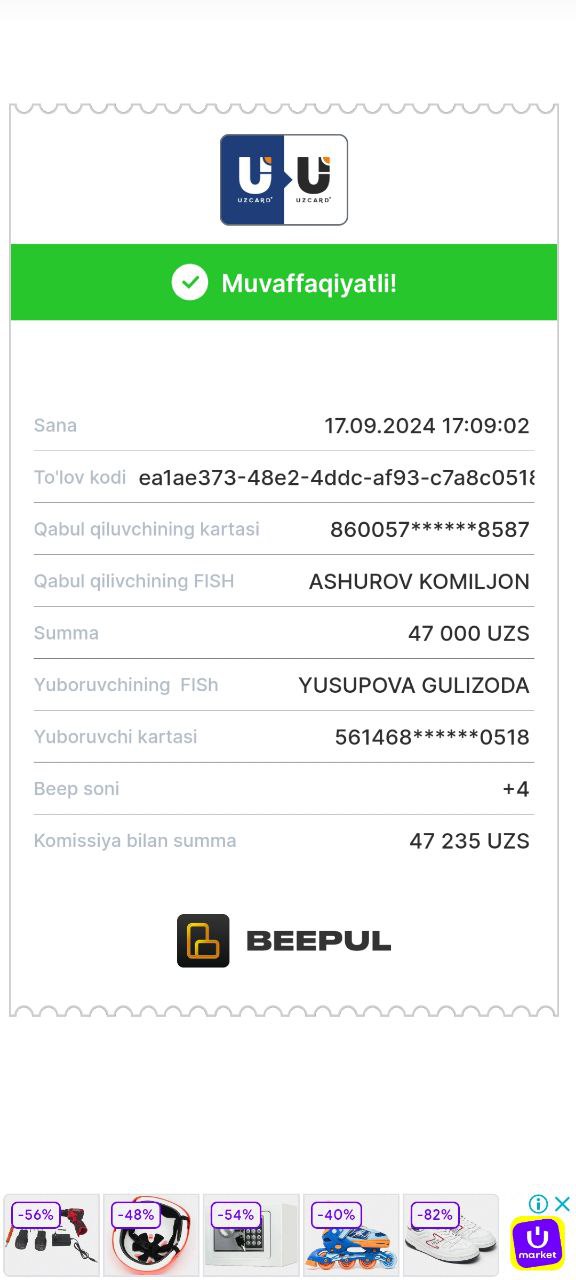 UZCARD UZCARD
Muvaffaqiyatli!
Sana 17.09.2024 17:09:02
To'lov kodi ea1ae373-48e2-4ddc-af93-c7a8c0518
Qabul qiluvchining kartasi 860057******8587
Qabul qilivchining FISH ASHUROV KOMILJON
Summa 47 000 UZS
Yuboruvchining FISh YUSUPOVA GULIZODA
Yuboruvchi kartasi 561468******0518
Beep soni +4
Komissiya bilan summa 47 235 UZS
BEEPUL
-56% -48% -54% -40% -82%
market